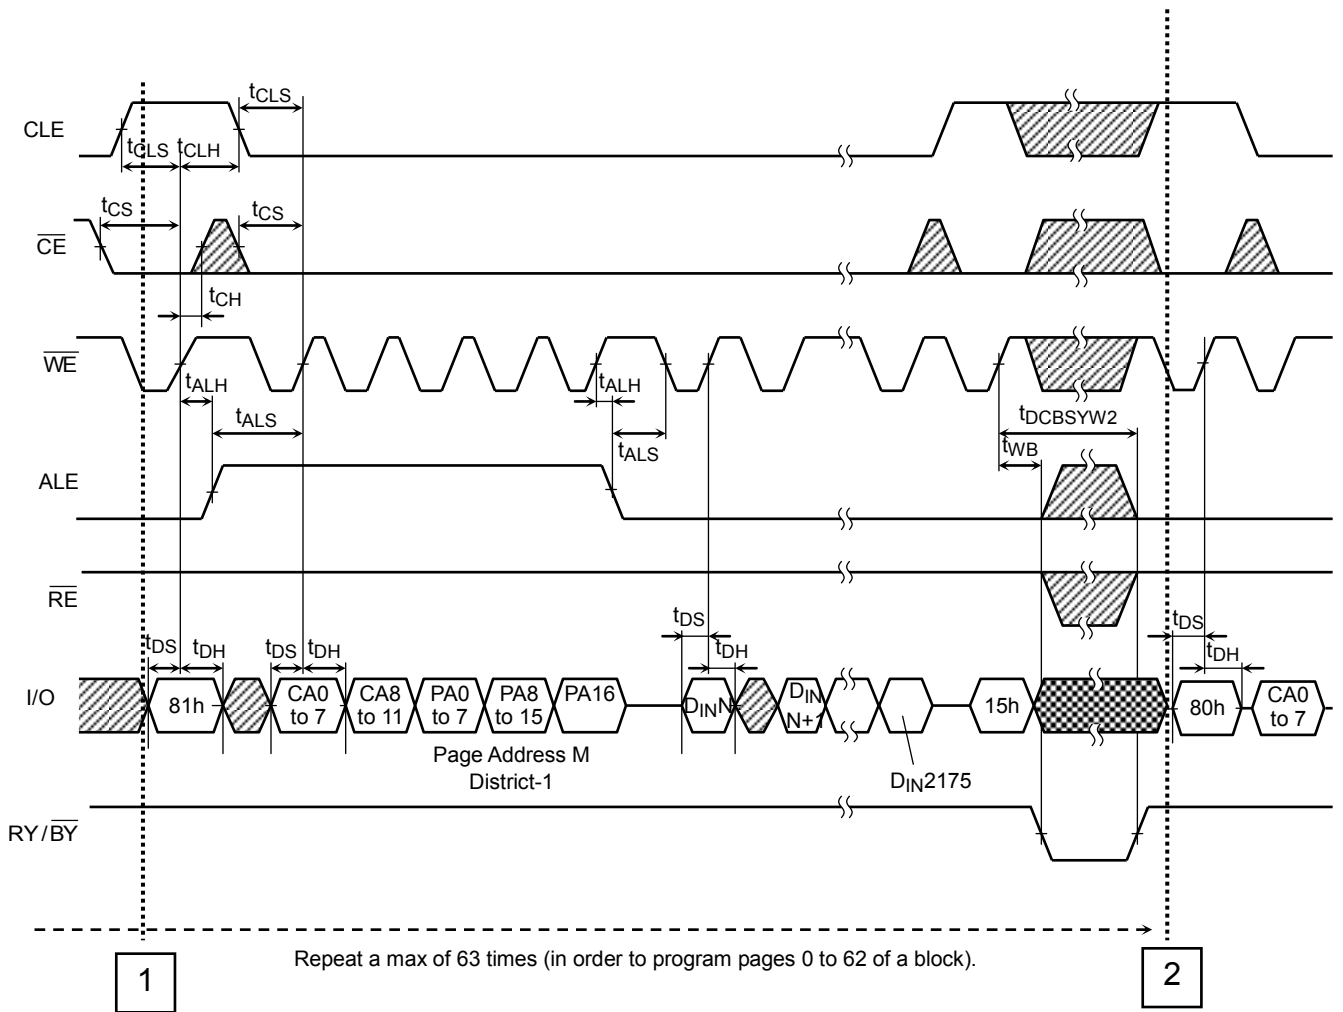 tCLS
CLE
tCLS
tCLH
tCS
tCS
CE
tCH
WE
tALH
tALH
tALS
tDCBSYW2
tALS
tWB
ALE
RE
tDS
tDH
tDS
tDH
tDS
tDH
tDS
tDH
I/O
81h
CA0
to 7
CA8
to 11
PA0
to 7
PA8
to 15
PA16
DINN
DIN
N+1
15h
80h
CA0
to 7
Page Address M
District-1
DIN2175
RY/BY
Repeat a max of 63 times (in order to program pages 0 to 62 of a block).
1
2